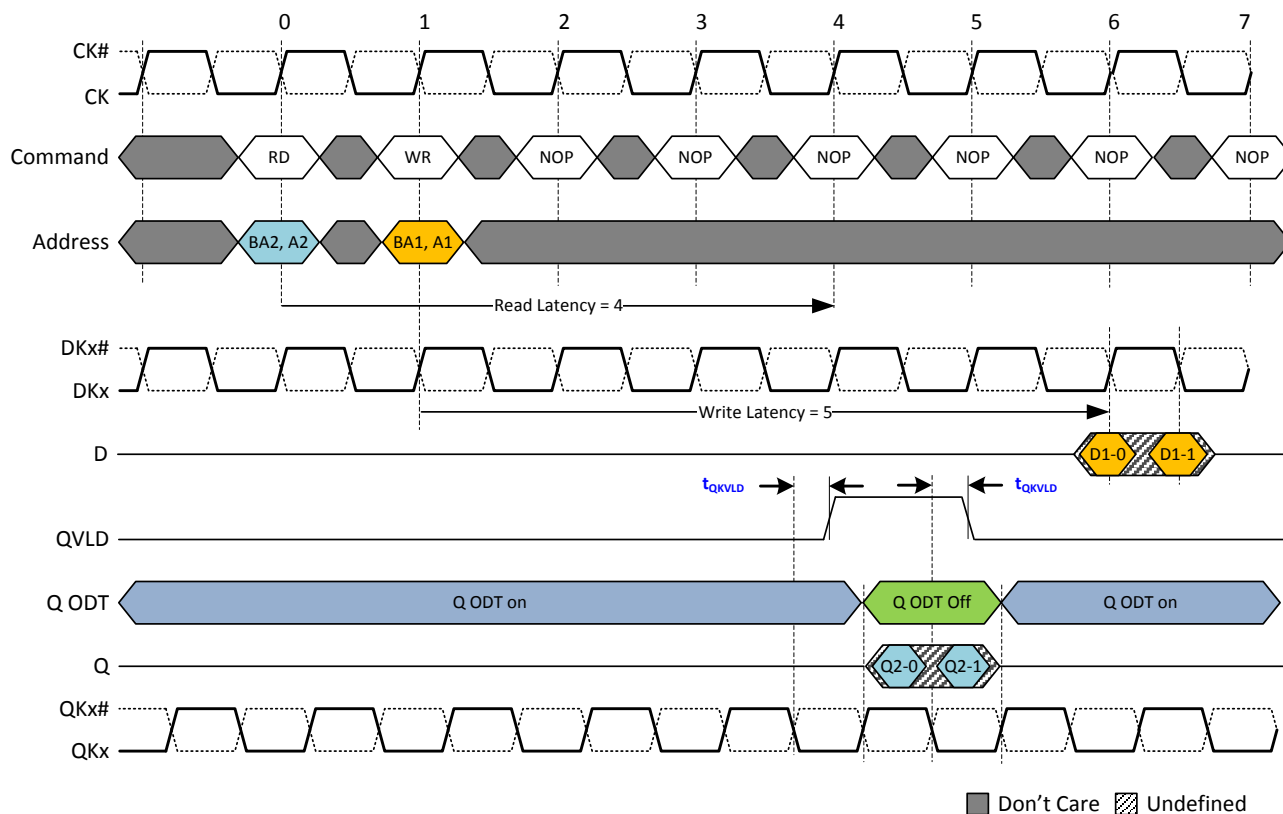 0 1 2 3 4 5 6 7
CK#
CK
Command RD WR NOP NOP NOP NOP NOP NOP
Address BA2, A2 BA1, A1
Read Latency = 4
DKx#
DKx
Write Latency = 5
D D1-0 D1-1
tQKVLD tQKVLD
QVLD
Q ODT Q ODT on Q ODT Off Q ODT on
Q Q2-0 Q2-1
QKx#
QKx
Don't Care Undefined